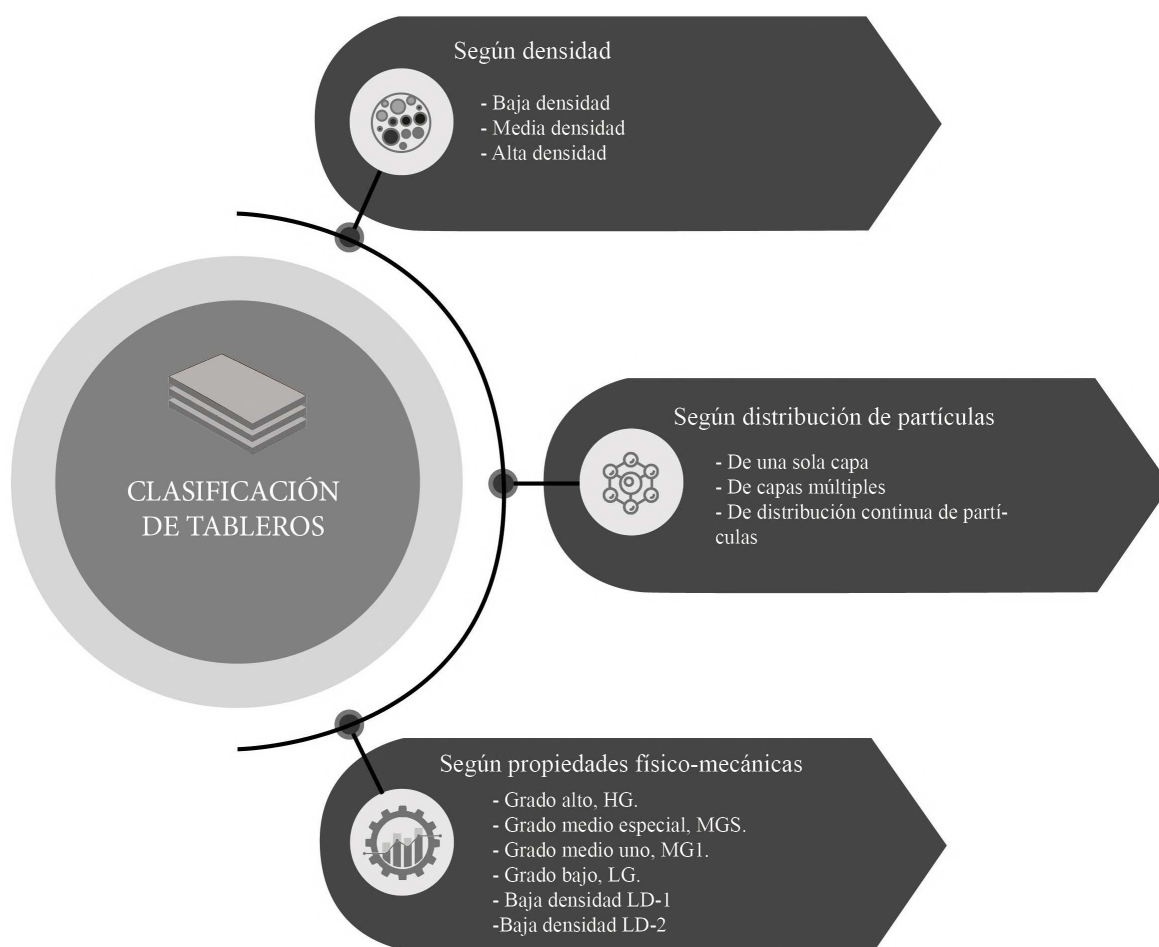 Según densidad
- Baja densidad
- Media densidad
- Alta densidad
CLASIFICACIÓN
DE TABLEROS
Según distribución de partículas
- De una sola capa
- De capas múltiples
- De distribución continua de partí-
culas
Según propiedades físico-mecánicas
- Grado alto, HG.
- Grado medio especial, MGS.
- Grado medio uno, MG1.
- Grado bajo, LG.
- Baja densidad LD-1
-Baja densidad LD-2